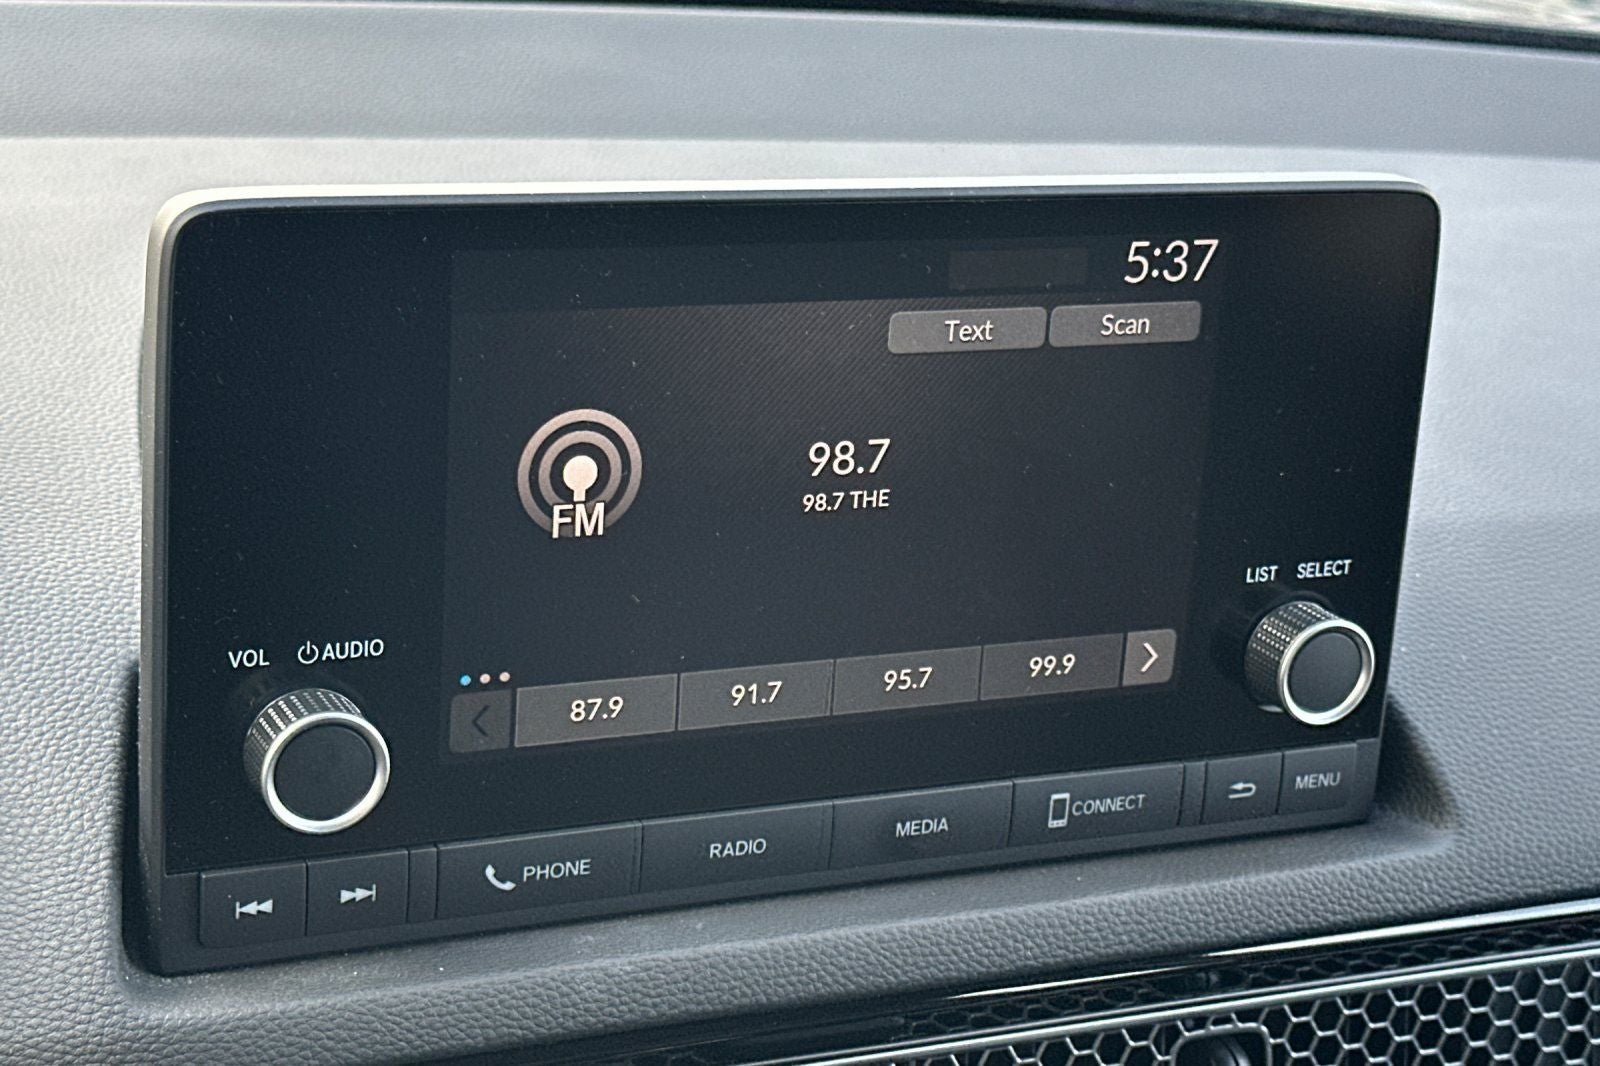 5:37
Text Scan
98.7
98.7 THE
FM
LIST SELECT
VOL AUDIO
87.9 91.7 95.7 99.9
PHONE RADIO MEDIA CONNECT MENU